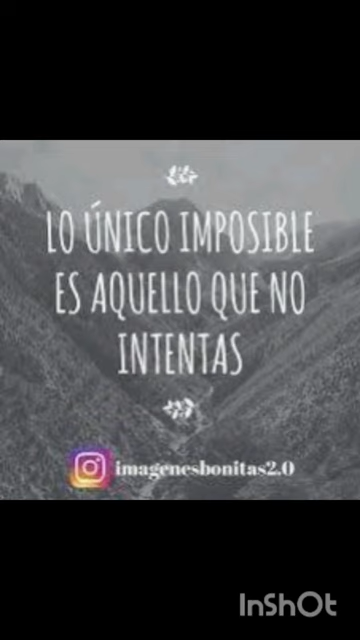 LO ÚNICO IMPOSIBLE
ES AQUELLO QUE NO
INTENTAS
imagenesbonitas2.0
InShOt